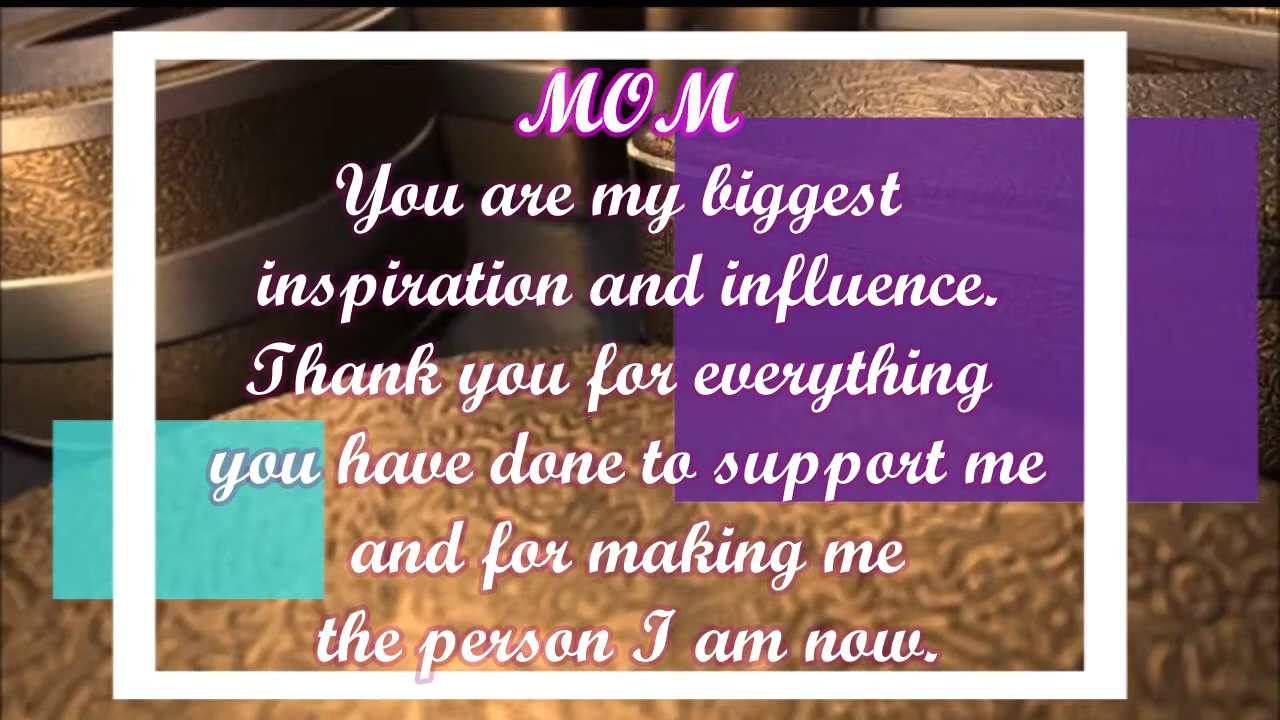 MOM
You are my biggest
inspiration and influence.
Thank you for everything
you have done to support me
and for making me
the person I am now.